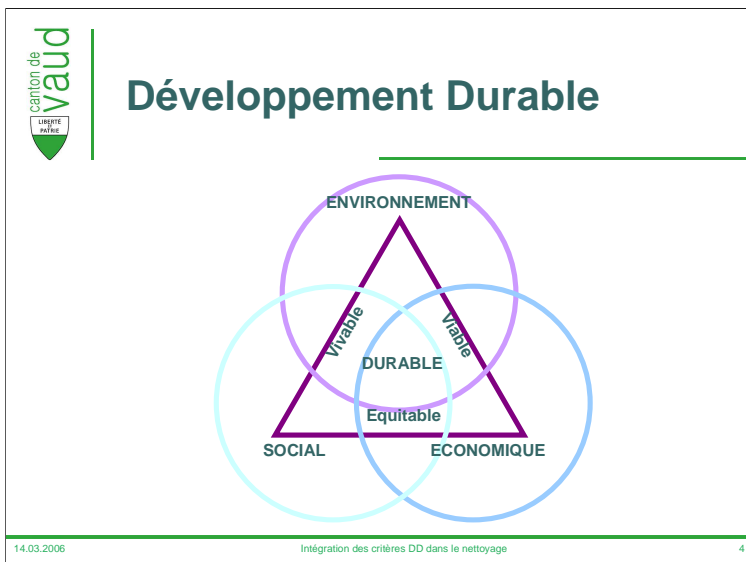 canton de
vaud
LIBERTÉ
ET
PATRIE
Développement Durable
ENVIRONNEMENT
Vivable
Viable
DURABLE
Equitable
SOCIAL
ECONOMIQUE
14.03.2006
Intégration des critères DD dans le nettoyage
4